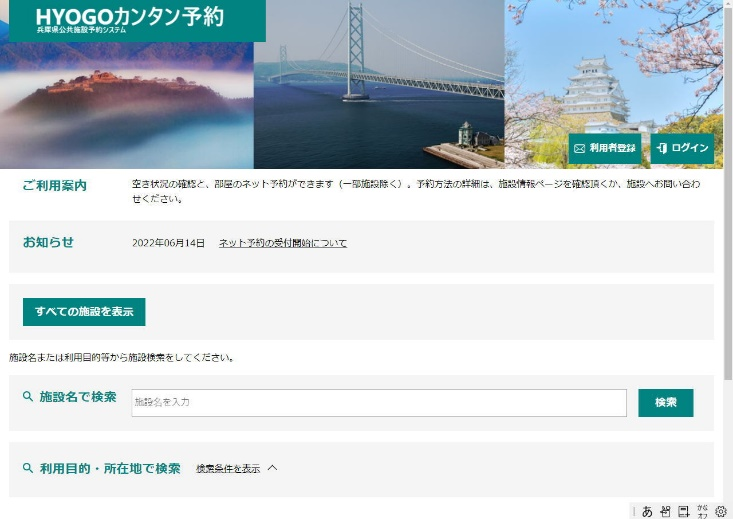 HYOGOカンタン予約
兵庫県公共施設予約システム
利用者登録
ログイン
ご利用案内
空き状況の確認と、部屋のネット予約ができます（一部施設除く）。予約方法の詳細は、施設情報ページを確認頂くか、施設へお問い合わ
せください。
お知らせ
2022年06月14日 ネット予約の受付開始について
すべての施設を表示
施設名または利用目的等から施設検索をしてください。
施設名で検索
施設名を入力
検索
利用目的・所在地で検索
検索条件を表示
あ